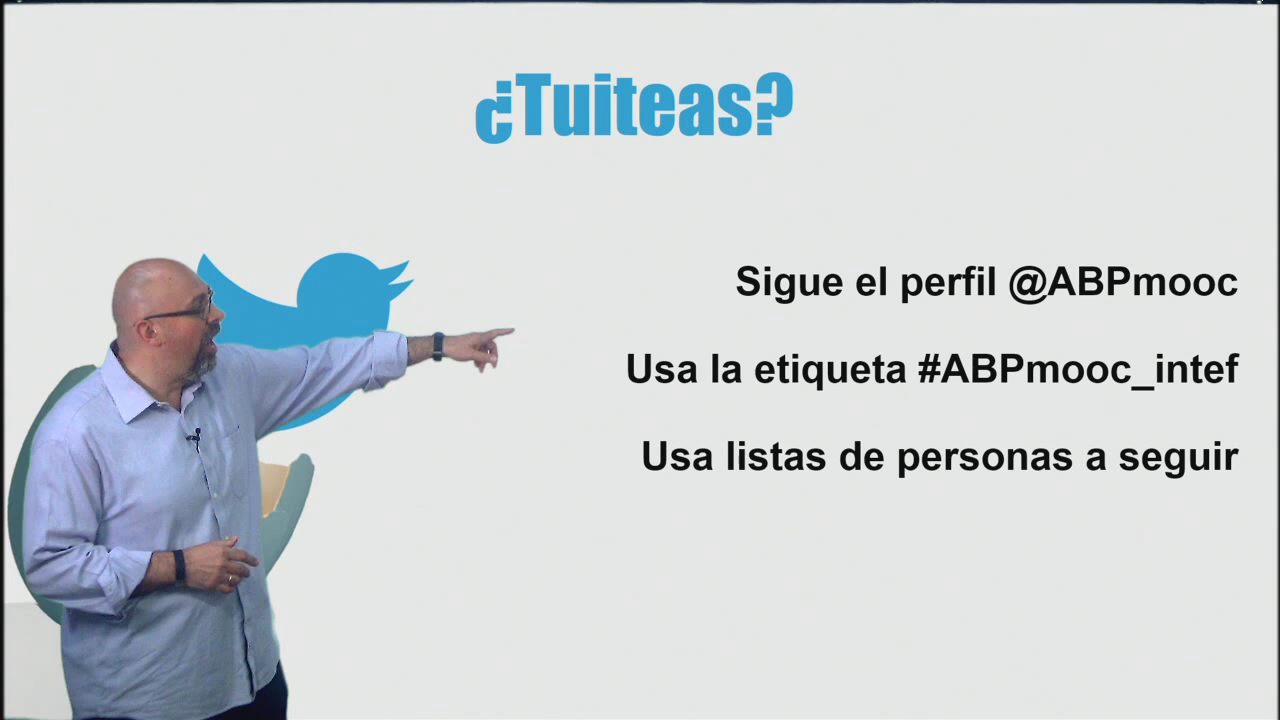 ¿Tuiteas?
Sigue el perfil @ABPmooc
Usa la etiqueta #ABPmooc_intef
Usa listas de personas a seguir